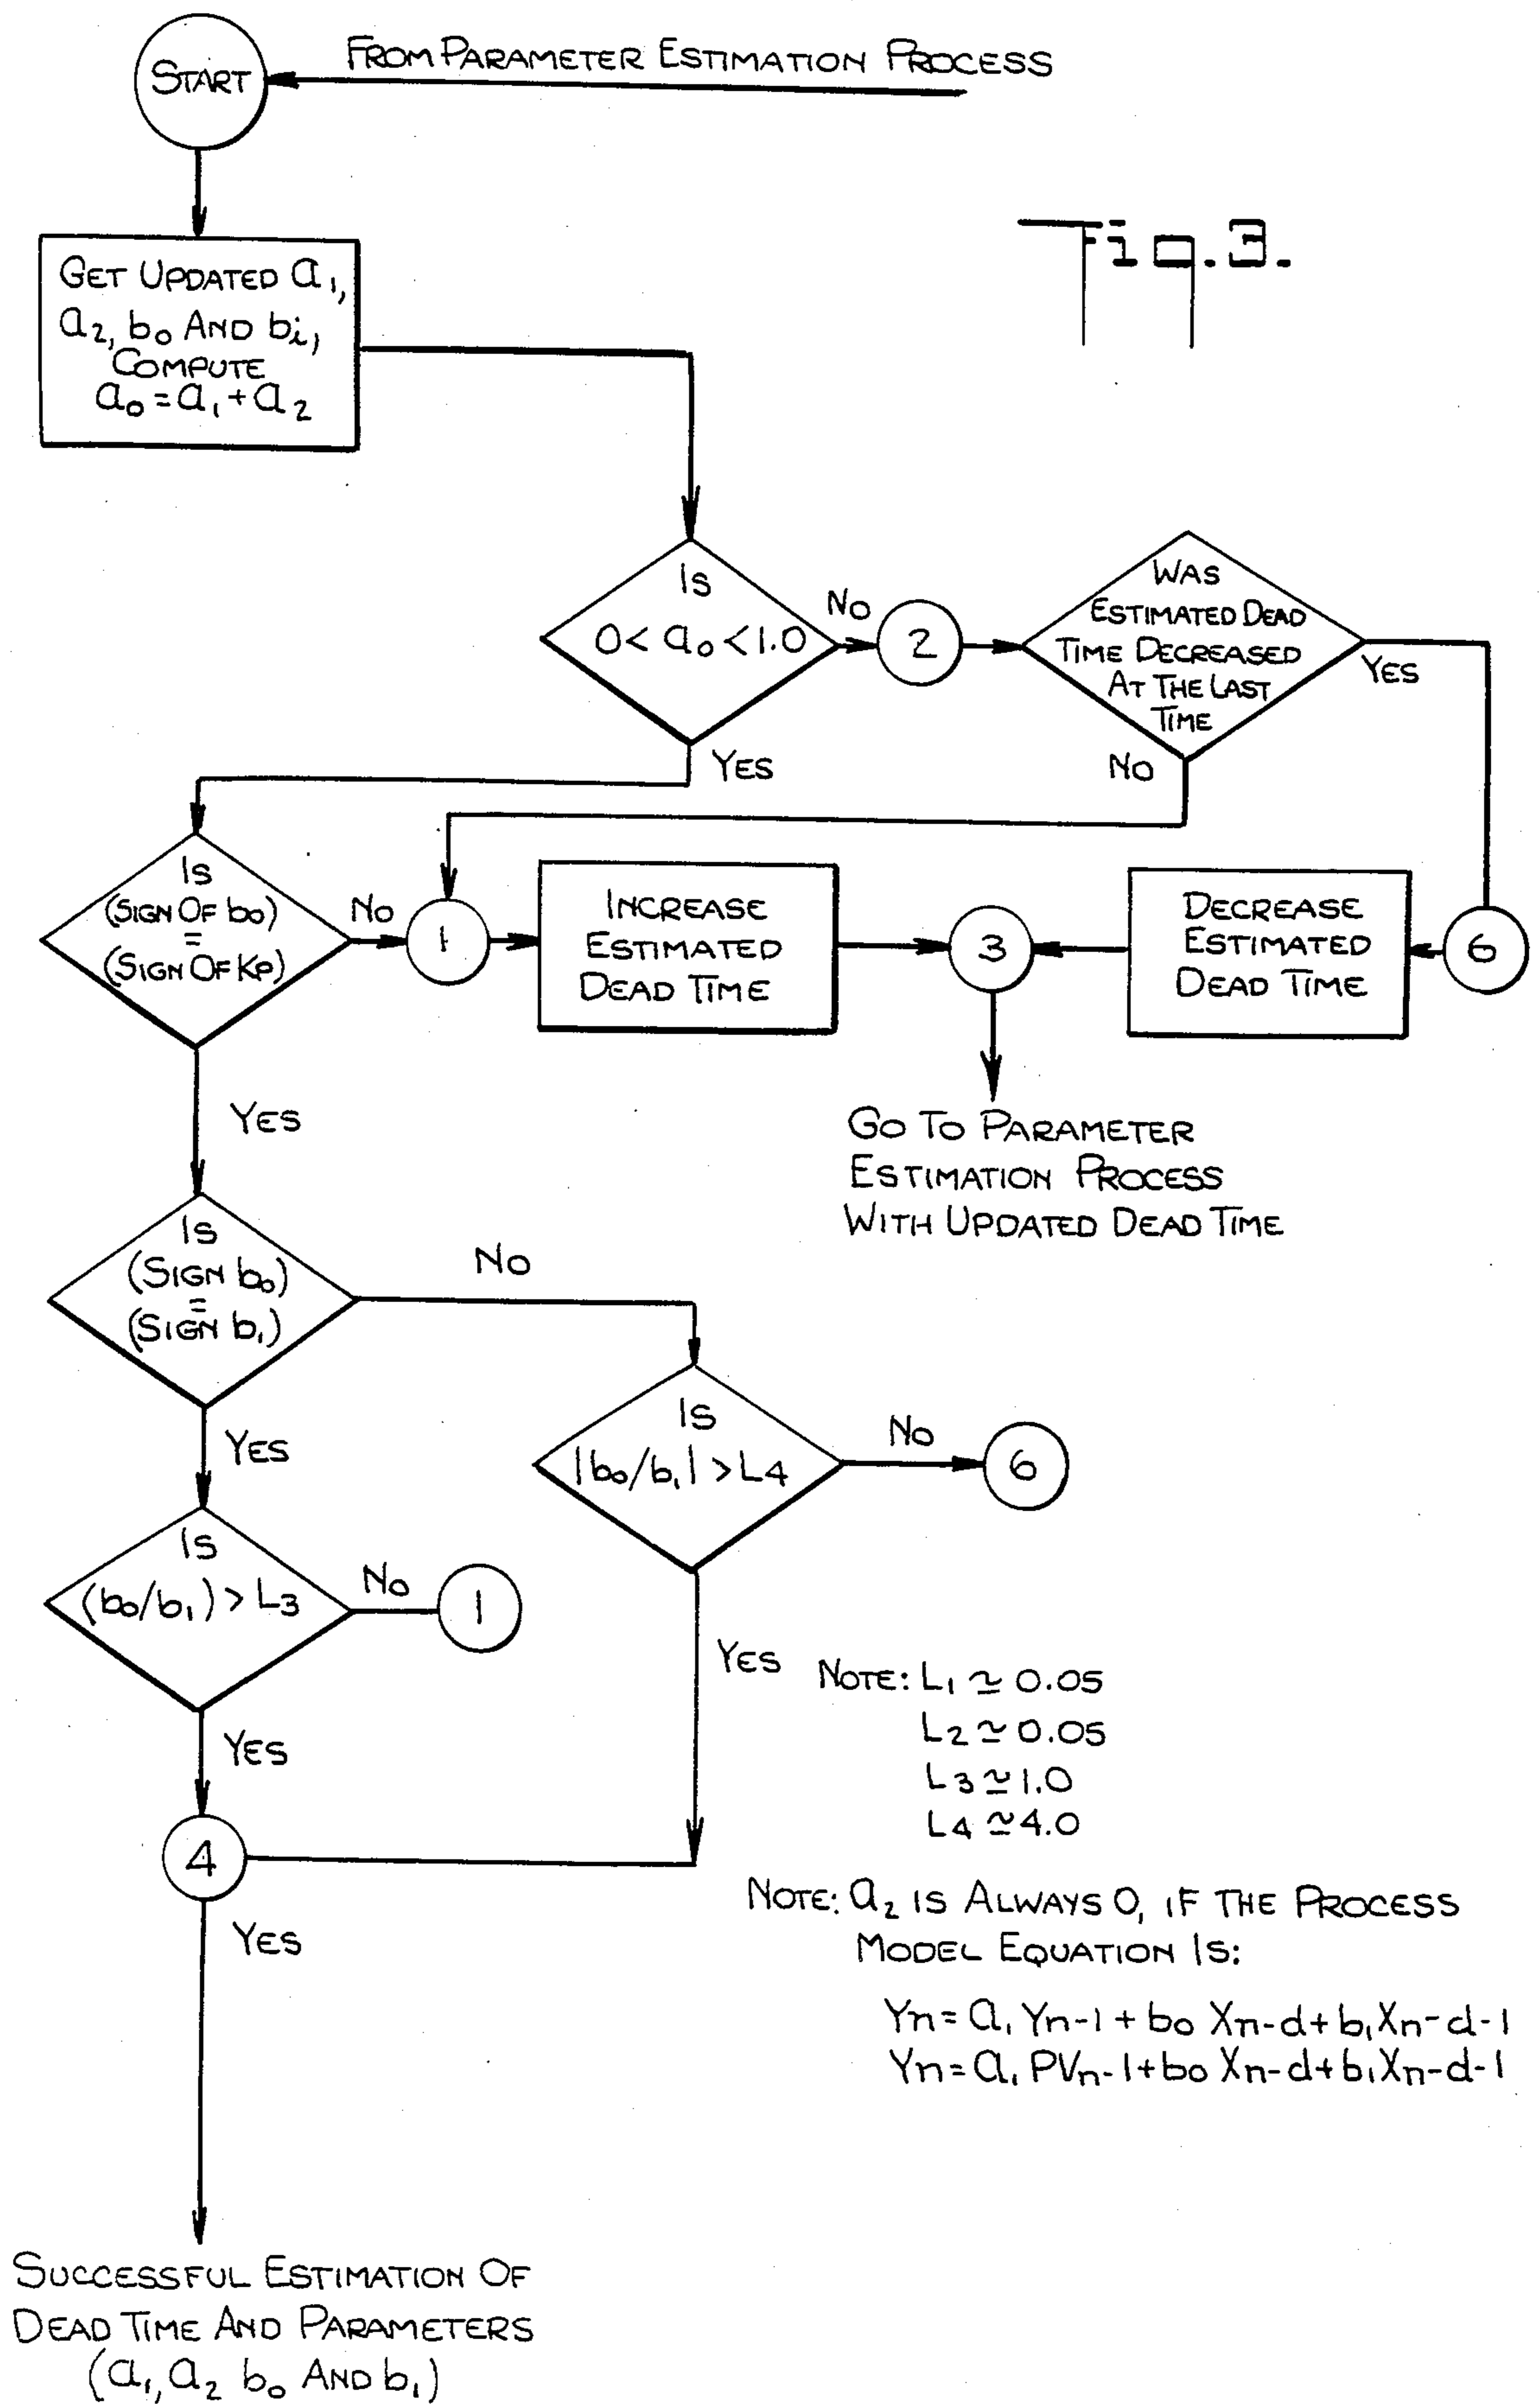 FROM PARAMETER ESTIMATION PROCESS
START
Fig.3.
GET UPDATED a₁,
a₂, b₀ AND bᵢ,
COMPUTE
a₀ = a₁ + a₂
IS
0 < a₀ < 1.0
NO
2
WAS
ESTIMATED DEAD
TIME DECREASED
AT THE LAST
TIME
YES
NO
YES
IS
(SIGN OF b₀)
=
(SIGN OF KP)
NO
1
INCREASE
ESTIMATED
DEAD TIME
3
DECREASE
ESTIMATED
DEAD TIME
6
YES
GO TO PARAMETER
ESTIMATION PROCESS
WITH UPDATED DEAD TIME
IS
(SIGN b₀)
=
(SIGN b₁)
NO
YES
IS
|b₀/b₁| > L4
NO
6
IS
(b₀/b₁) > L3
NO
1
YES
YES
NOTE: L₁ ≃ 0.05
L2 ≃ 0.05
L3 ≃ 1.0
L4 ≃ 4.0
4
YES
NOTE: a₂ IS ALWAYS 0, IF THE PROCESS
MODEL EQUATION IS:
Yn = a₁ Yn-1 + b₀ Xn-d + b₁ Xn-d-1
Yn = a₁ PVn-1 + b₀ Xn-d + b₁ Xn-d-1
SUCCESSFUL ESTIMATION OF
DEAD TIME AND PARAMETERS
(a₁, a₂ b₀ AND b₁)